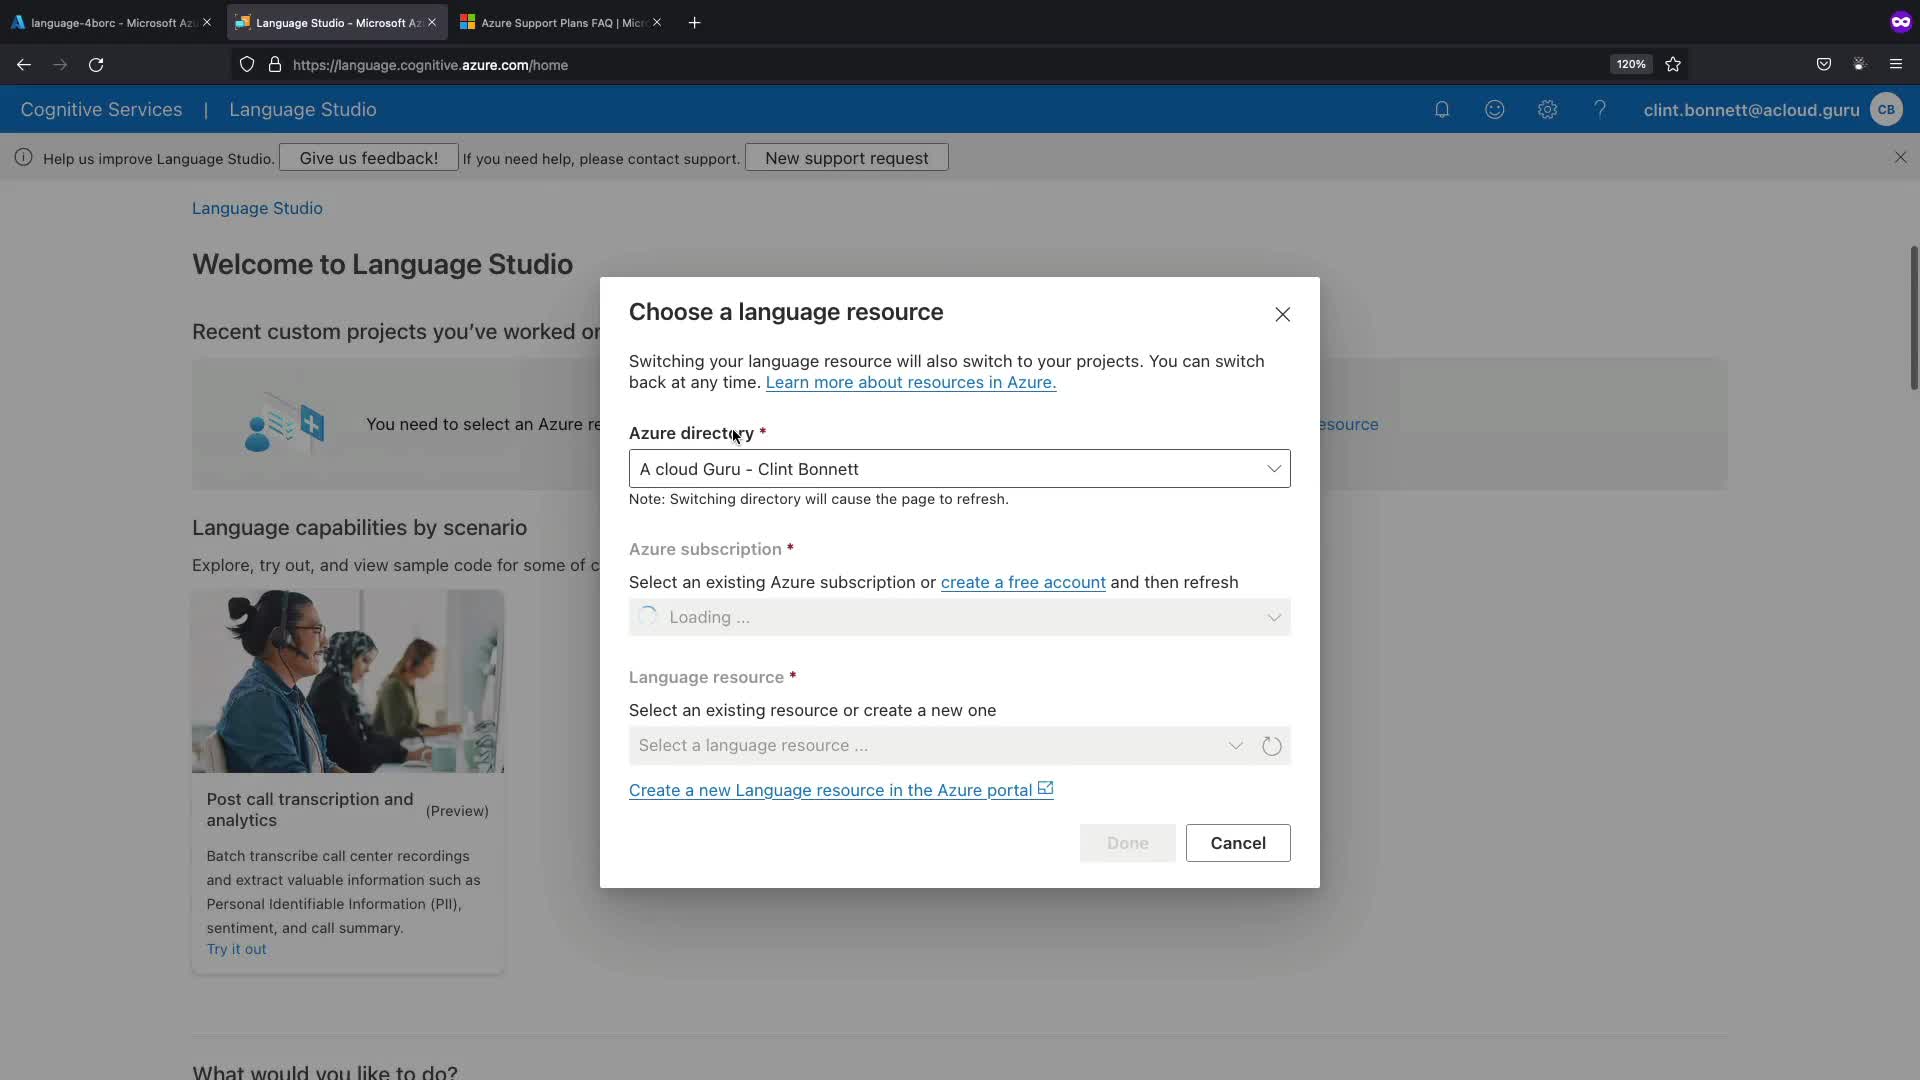 language-4borc - Microsoft Az
Language Studio - Microsoft Az
Azure Support Plans FAQ | Micr
https://language.cognitive.azure.com/home
120%
Cognitive Services | Language Studio
clint.bonnett@acloud.guru
CB
Help us improve Language Studio. Give us feedback! If you need help, please contact support. New support request
Language Studio
Welcome to Language Studio
Recent custom projects you've worked on
You need to select an Azure re
esource
Language capabilities by scenario
Explore, try out, and view sample code for some of c
Post call transcription and
analytics
(Preview)
Batch transcribe call center recordings
and extract valuable information such as
Personal Identifiable Information (PII),
sentiment, and call summary.
Try it out
What would you like to do?
Choose a language resource
Switching your language resource will also switch to your projects. You can switch
back at any time. Learn more about resources in Azure.
Azure directory *
A cloud Guru - Clint Bonnett
Note: Switching directory will cause the page to refresh.
Azure subscription *
Select an existing Azure subscription or create a free account and then refresh
Loading ...
Language resource *
Select an existing resource or create a new one
Select a language resource ...
Create a new Language resource in the Azure portal
Done
Cancel